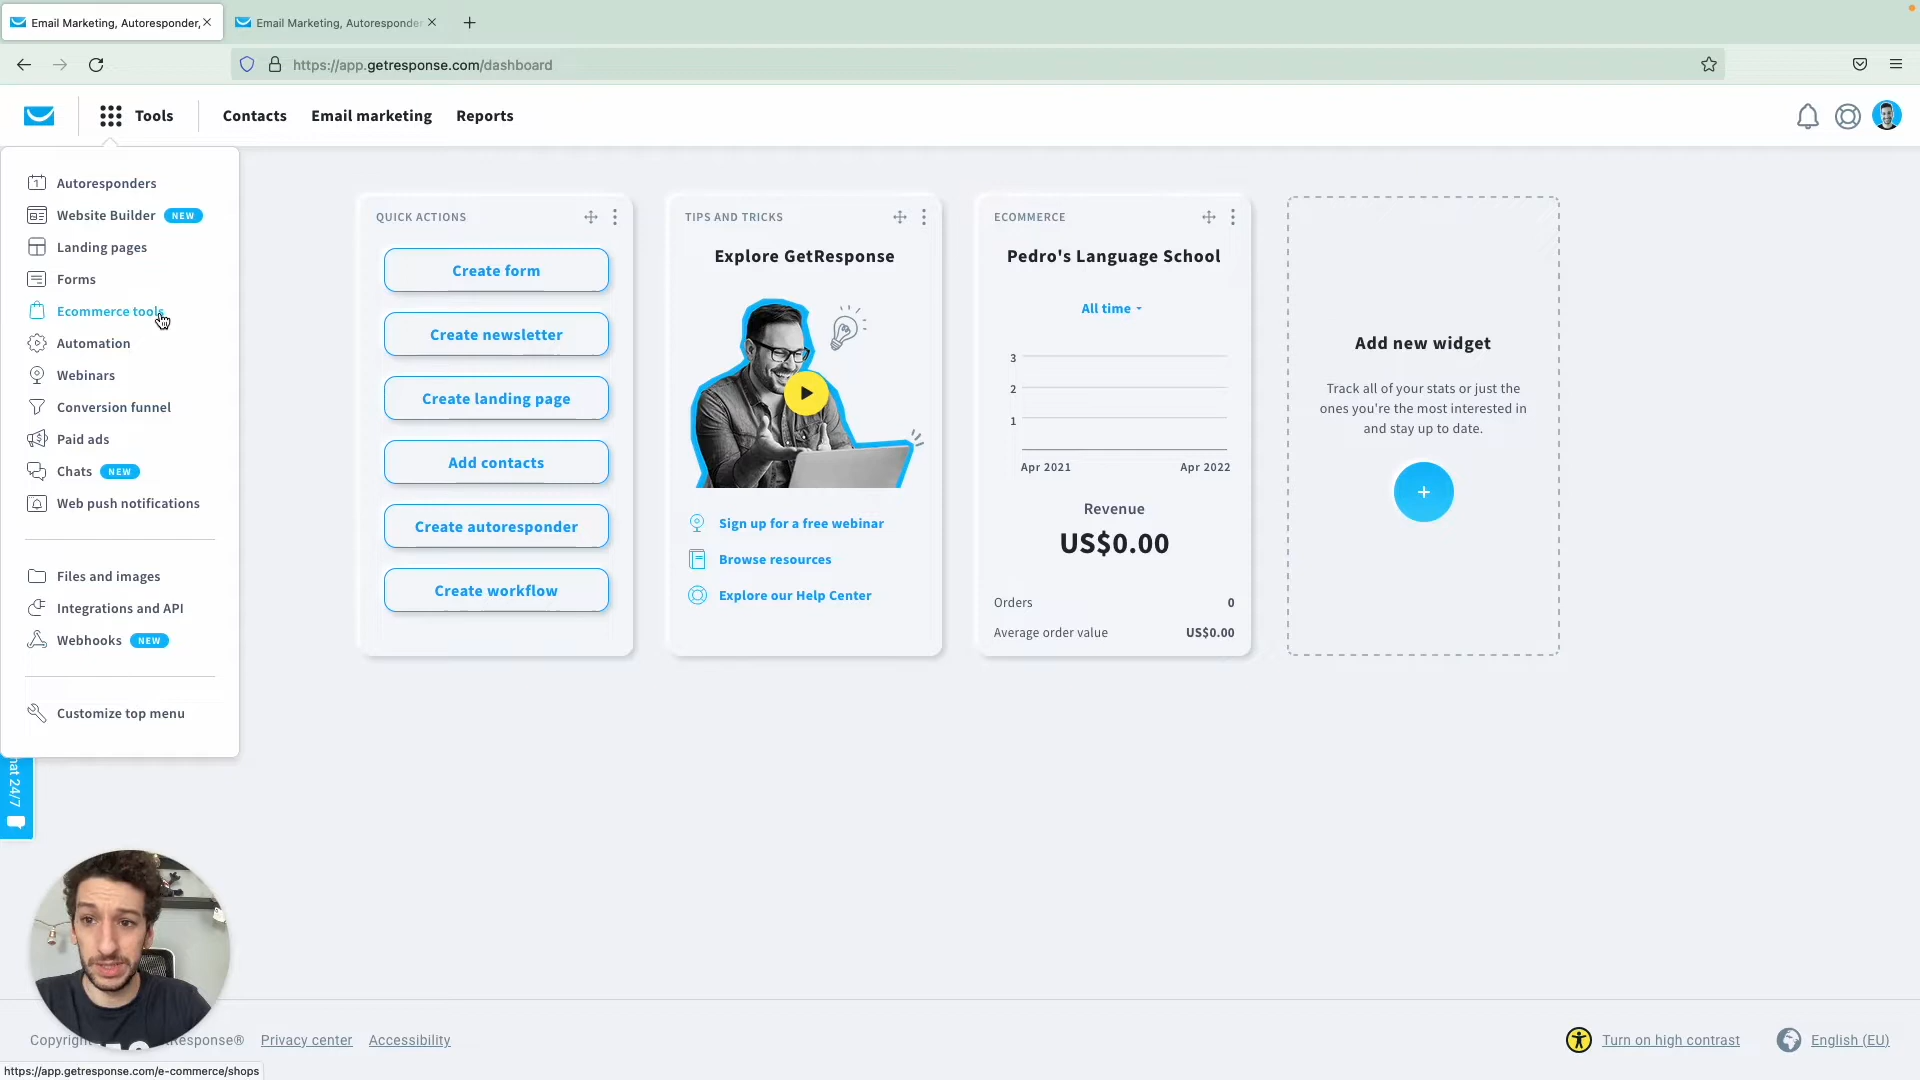 Email Marketing, Autoresponder,
Email Marketing, Autoresponder
https://app.getresponse.com/dashboard
Tools
Contacts
Email marketing
Reports
Autoresponders
Website Builder NEW
Landing pages
Forms
Ecommerce tools
Automation
Webinars
Conversion funnel
Paid ads
Chats NEW
Web push notifications
Files and images
Integrations and API
Webhooks NEW
Customize top menu
24/7
QUICK ACTIONS
Create form
Create newsletter
Create landing page
Add contacts
Create autoresponder
Create workflow
TIPS AND TRICKS
Explore GetResponse
Sign up for a free webinar
Browse resources
Explore our Help Center
ECOMMERCE
Pedro's Language School
All time
3
2
1
Apr 2021 Apr 2022
Revenue
US$0.00
Orders 0
Average order value US$0.00
Add new widget
Track all of your stats or just the
ones you're the most interested in
and stay up to date.
Privacy center
Accessibility
Turn on high contrast
English (EU)
https://app.getresponse.com/e-commerce/shops